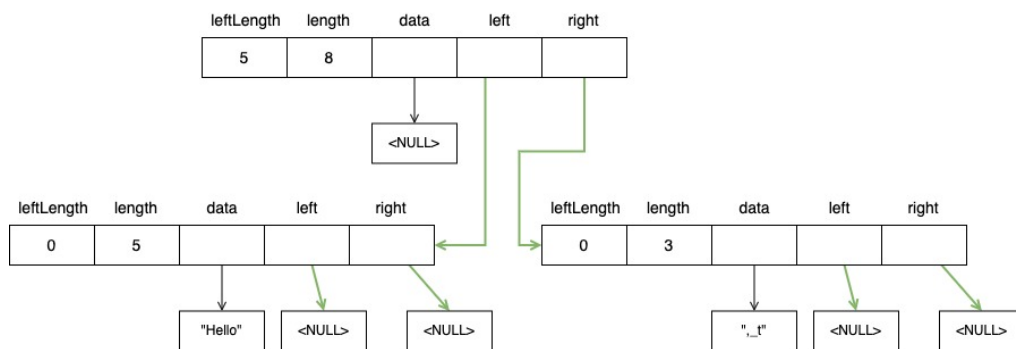 leftLength length data left right
5 8
<NULL>
leftLength length data left right
0 5
leftLength length data left right
0 3
"Hello" <NULL> <NULL>
",_t" <NULL> <NULL>